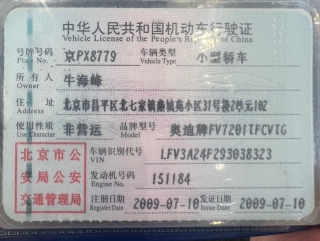 中华人民共和国机动车行驶证
Vehicle License of the People's Republic of China
号牌号码 京PX8779 车辆类型 小型轿车
Plate No. Vehicle Type
所有人 牛海峰
Owner
住址 北京市昌平区北七家镇 苑小区31号楼2单元102
Address
使用性质 非营运 品牌型号 奥迪牌FV7201TFCVTG
Use Character Model
北京市公 车辆识别代号 LFV3A24F293038323
VIN
安局公安 发动机号码 151184
Engine No.
交通管理局 注册日期 2009-07-10 发证日期 2009-07-10
Register Date Issue Date